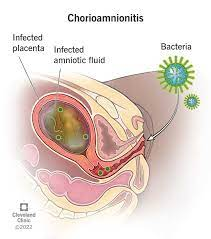 Chorioamnionitis
Infected
placenta
Infected
amniotic fluid
Bacteria
Cleveland
Clinic
©2022